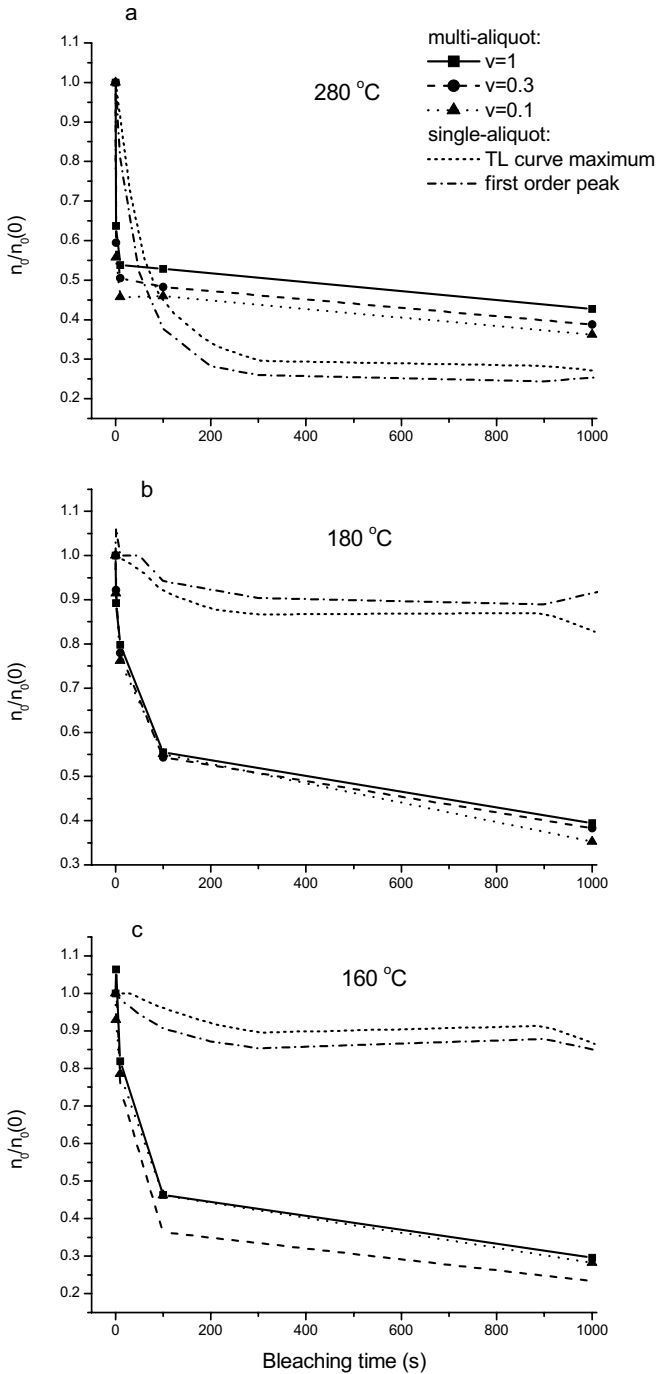 a
1.1
1.0
0.9
0.8
0.7
0.6
0.5
0.4
0.3
0.2
n₀/n₀(0)
280 °C
multi-aliquot:
v=1
v=0.3
v=0.1
single-aliquot:
TL curve maximum
first order peak
0 200 400 600 800 1000
b
1.1
1.0
0.9
0.8
0.7
0.6
0.5
0.4
0.3
n₀/n₀(0)
180 °C
0 200 400 600 800 1000
c
1.1
1.0
0.9
0.8
0.7
0.6
0.5
0.4
0.3
0.2
n₀/n₀(0)
160 °C
0 200 400 600 800 1000
Bleaching time (s)